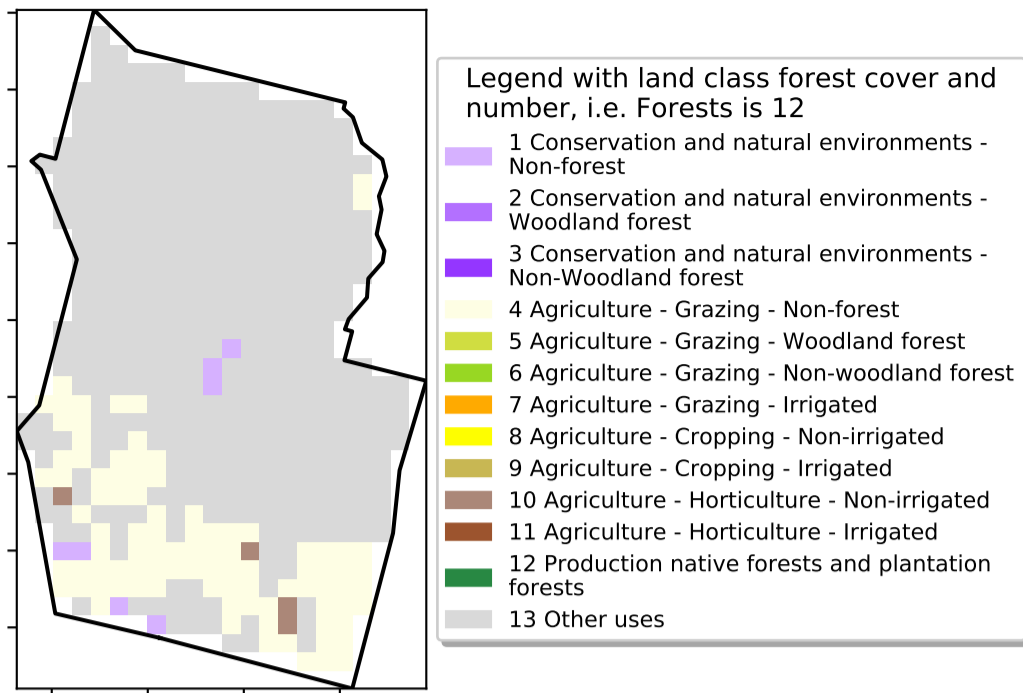 Legend with land class forest cover and
number, i.e. Forests is 12
1 Conservation and natural environments -
Non-forest
2 Conservation and natural environments -
Woodland forest
3 Conservation and natural environments -
Non-Woodland forest
4 Agriculture - Grazing - Non-forest
5 Agriculture - Grazing - Woodland forest
6 Agriculture - Grazing - Non-woodland forest
7 Agriculture - Grazing - Irrigated
8 Agriculture - Cropping - Non-irrigated
9 Agriculture - Cropping - Irrigated
10 Agriculture - Horticulture - Non-irrigated
11 Agriculture - Horticulture - Irrigated
12 Production native forests and plantation
forests
13 Other uses